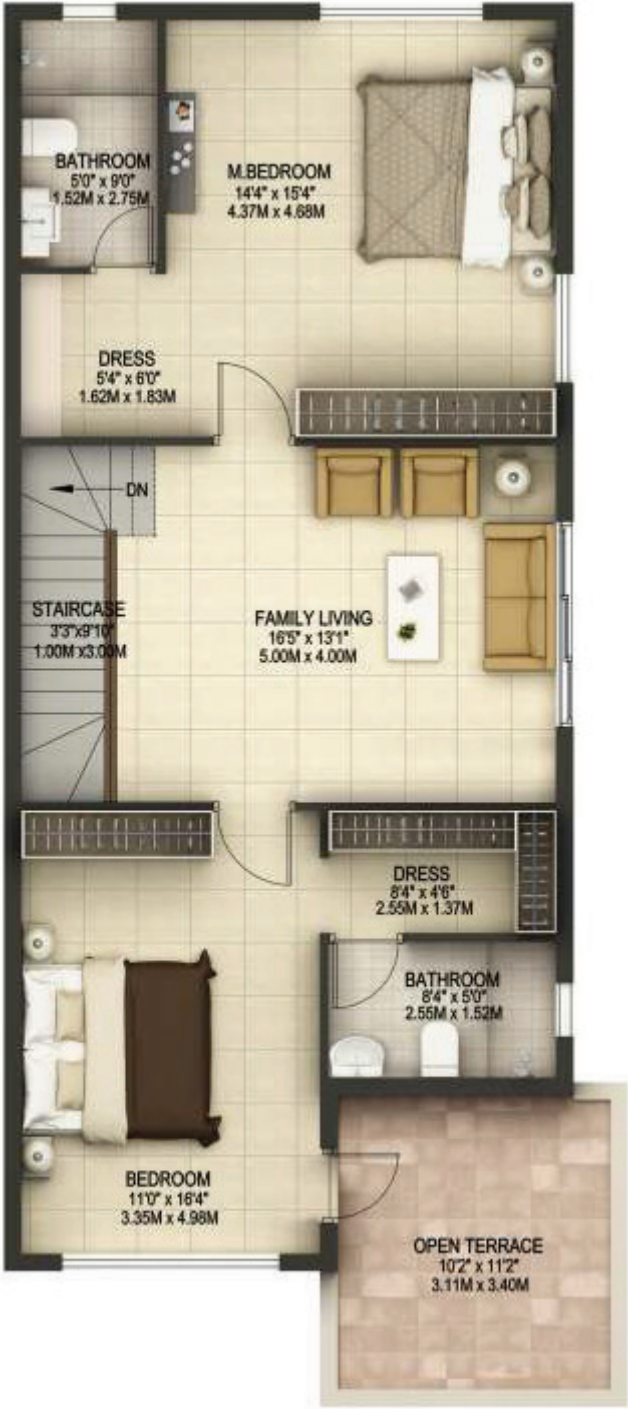 BATHROOM
5'0" x 9'0"
1.52M x 2.75M
M.BEDROOM
14'4" x 15'4"
4.37M x 4.68M
DRESS
5'4" x 6'0"
1.62M x 1.83M
DN
STAIRCASE
3'3"x9'10"
1.00M x3.00M
FAMILY LIVING
16'5" x 13'1"
5.00M x 4.00M
DRESS
8'4" x 4'6"
2.55M x 1.37M
BATHROOM
8'4" x 5'0"
2.55M x 1.52M
BEDROOM
11'0" x 16'4"
3.35M x 4.98M
OPEN TERRACE
10'2" x 11'2"
3.11M x 3.40M